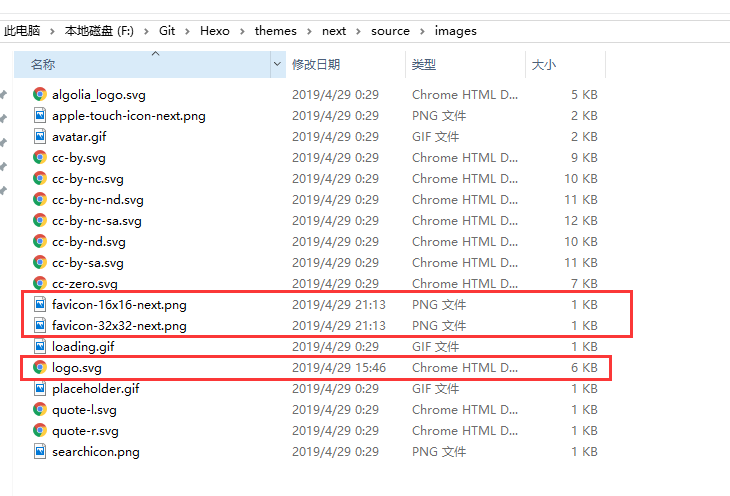 此电脑 > 本地磁盘 (F:) > Git > Hexo > themes > next > source > images
名称 修改日期 类型 大小
algolia_logo.svg 2019/4/29 0:29 Chrome HTML D... 5 KB
apple-touch-icon-next.png 2019/4/29 0:29 PNG 文件 2 KB
avatar.gif 2019/4/29 0:29 GIF 文件 2 KB
cc-by.svg 2019/4/29 0:29 Chrome HTML D... 9 KB
cc-by-nc.svg 2019/4/29 0:29 Chrome HTML D... 10 KB
cc-by-nc-nd.svg 2019/4/29 0:29 Chrome HTML D... 11 KB
cc-by-nc-sa.svg 2019/4/29 0:29 Chrome HTML D... 12 KB
cc-by-nd.svg 2019/4/29 0:29 Chrome HTML D... 10 KB
cc-by-sa.svg 2019/4/29 0:29 Chrome HTML D... 11 KB
cc-zero.svg 2019/4/29 0:29 Chrome HTML D... 7 KB
favicon-16x16-next.png 2019/4/29 21:13 PNG 文件 1 KB
favicon-32x32-next.png 2019/4/29 21:13 PNG 文件 1 KB
loading.gif 2019/4/29 0:29 GIF 文件 1 KB
logo.svg 2019/4/29 15:46 Chrome HTML D... 6 KB
placeholder.gif 2019/4/29 0:29 GIF 文件 1 KB
quote-l.svg 2019/4/29 0:29 Chrome HTML D... 1 KB
quote-r.svg 2019/4/29 0:29 Chrome HTML D... 1 KB
searchicon.png 2019/4/29 0:29 PNG 文件 1 KB